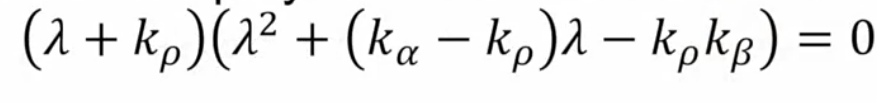 (λ + k_ρ)(λ² + (k_α − k_ρ)λ − k_ρk_β) = 0